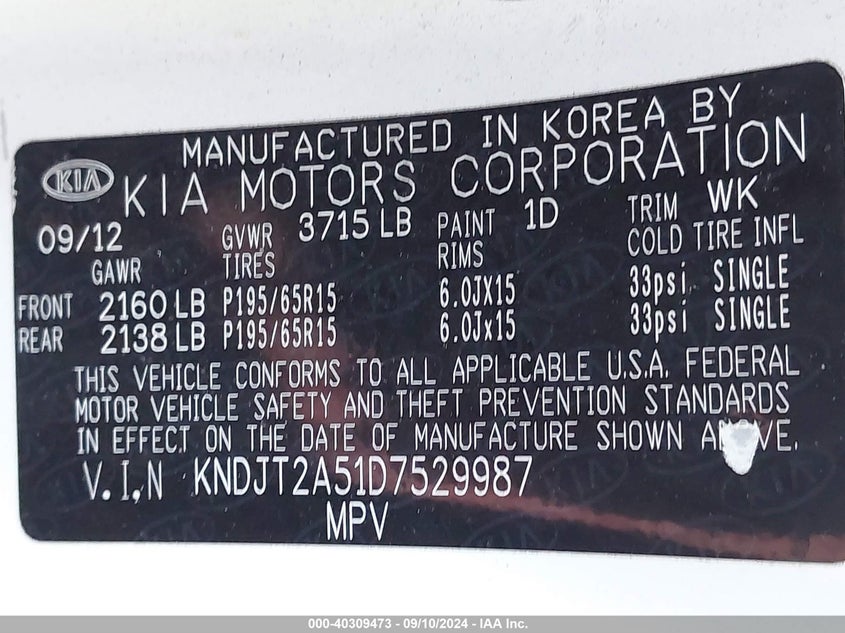 MANUFACTURED IN KOREA BY
KIA KIA MOTORS CORPORATION
09/12 GVWR 3715 LB PAINT 1D TRIM WK
GAWR TIRES RIMS COLD TIRE INFL
FRONT 2160 LB P195/65R15 6.0JX15 33psi SINGLE
REAR 2138 LB P195/65R15 6.0Jx15 33psi SINGLE
THIS VEHICLE CONFORMS TO ALL APPLICABLE U.S.A. FEDERAL
MOTOR VEHICLE SAFETY AND THEFT PREVENTION STANDARDS
IN EFFECT ON THE DATE OF MANUFACTURE SHOWN
V.I,N KNDJT2A51D7529987
MPV
000-40309473 - 09/10/2024 - IAA Inc.